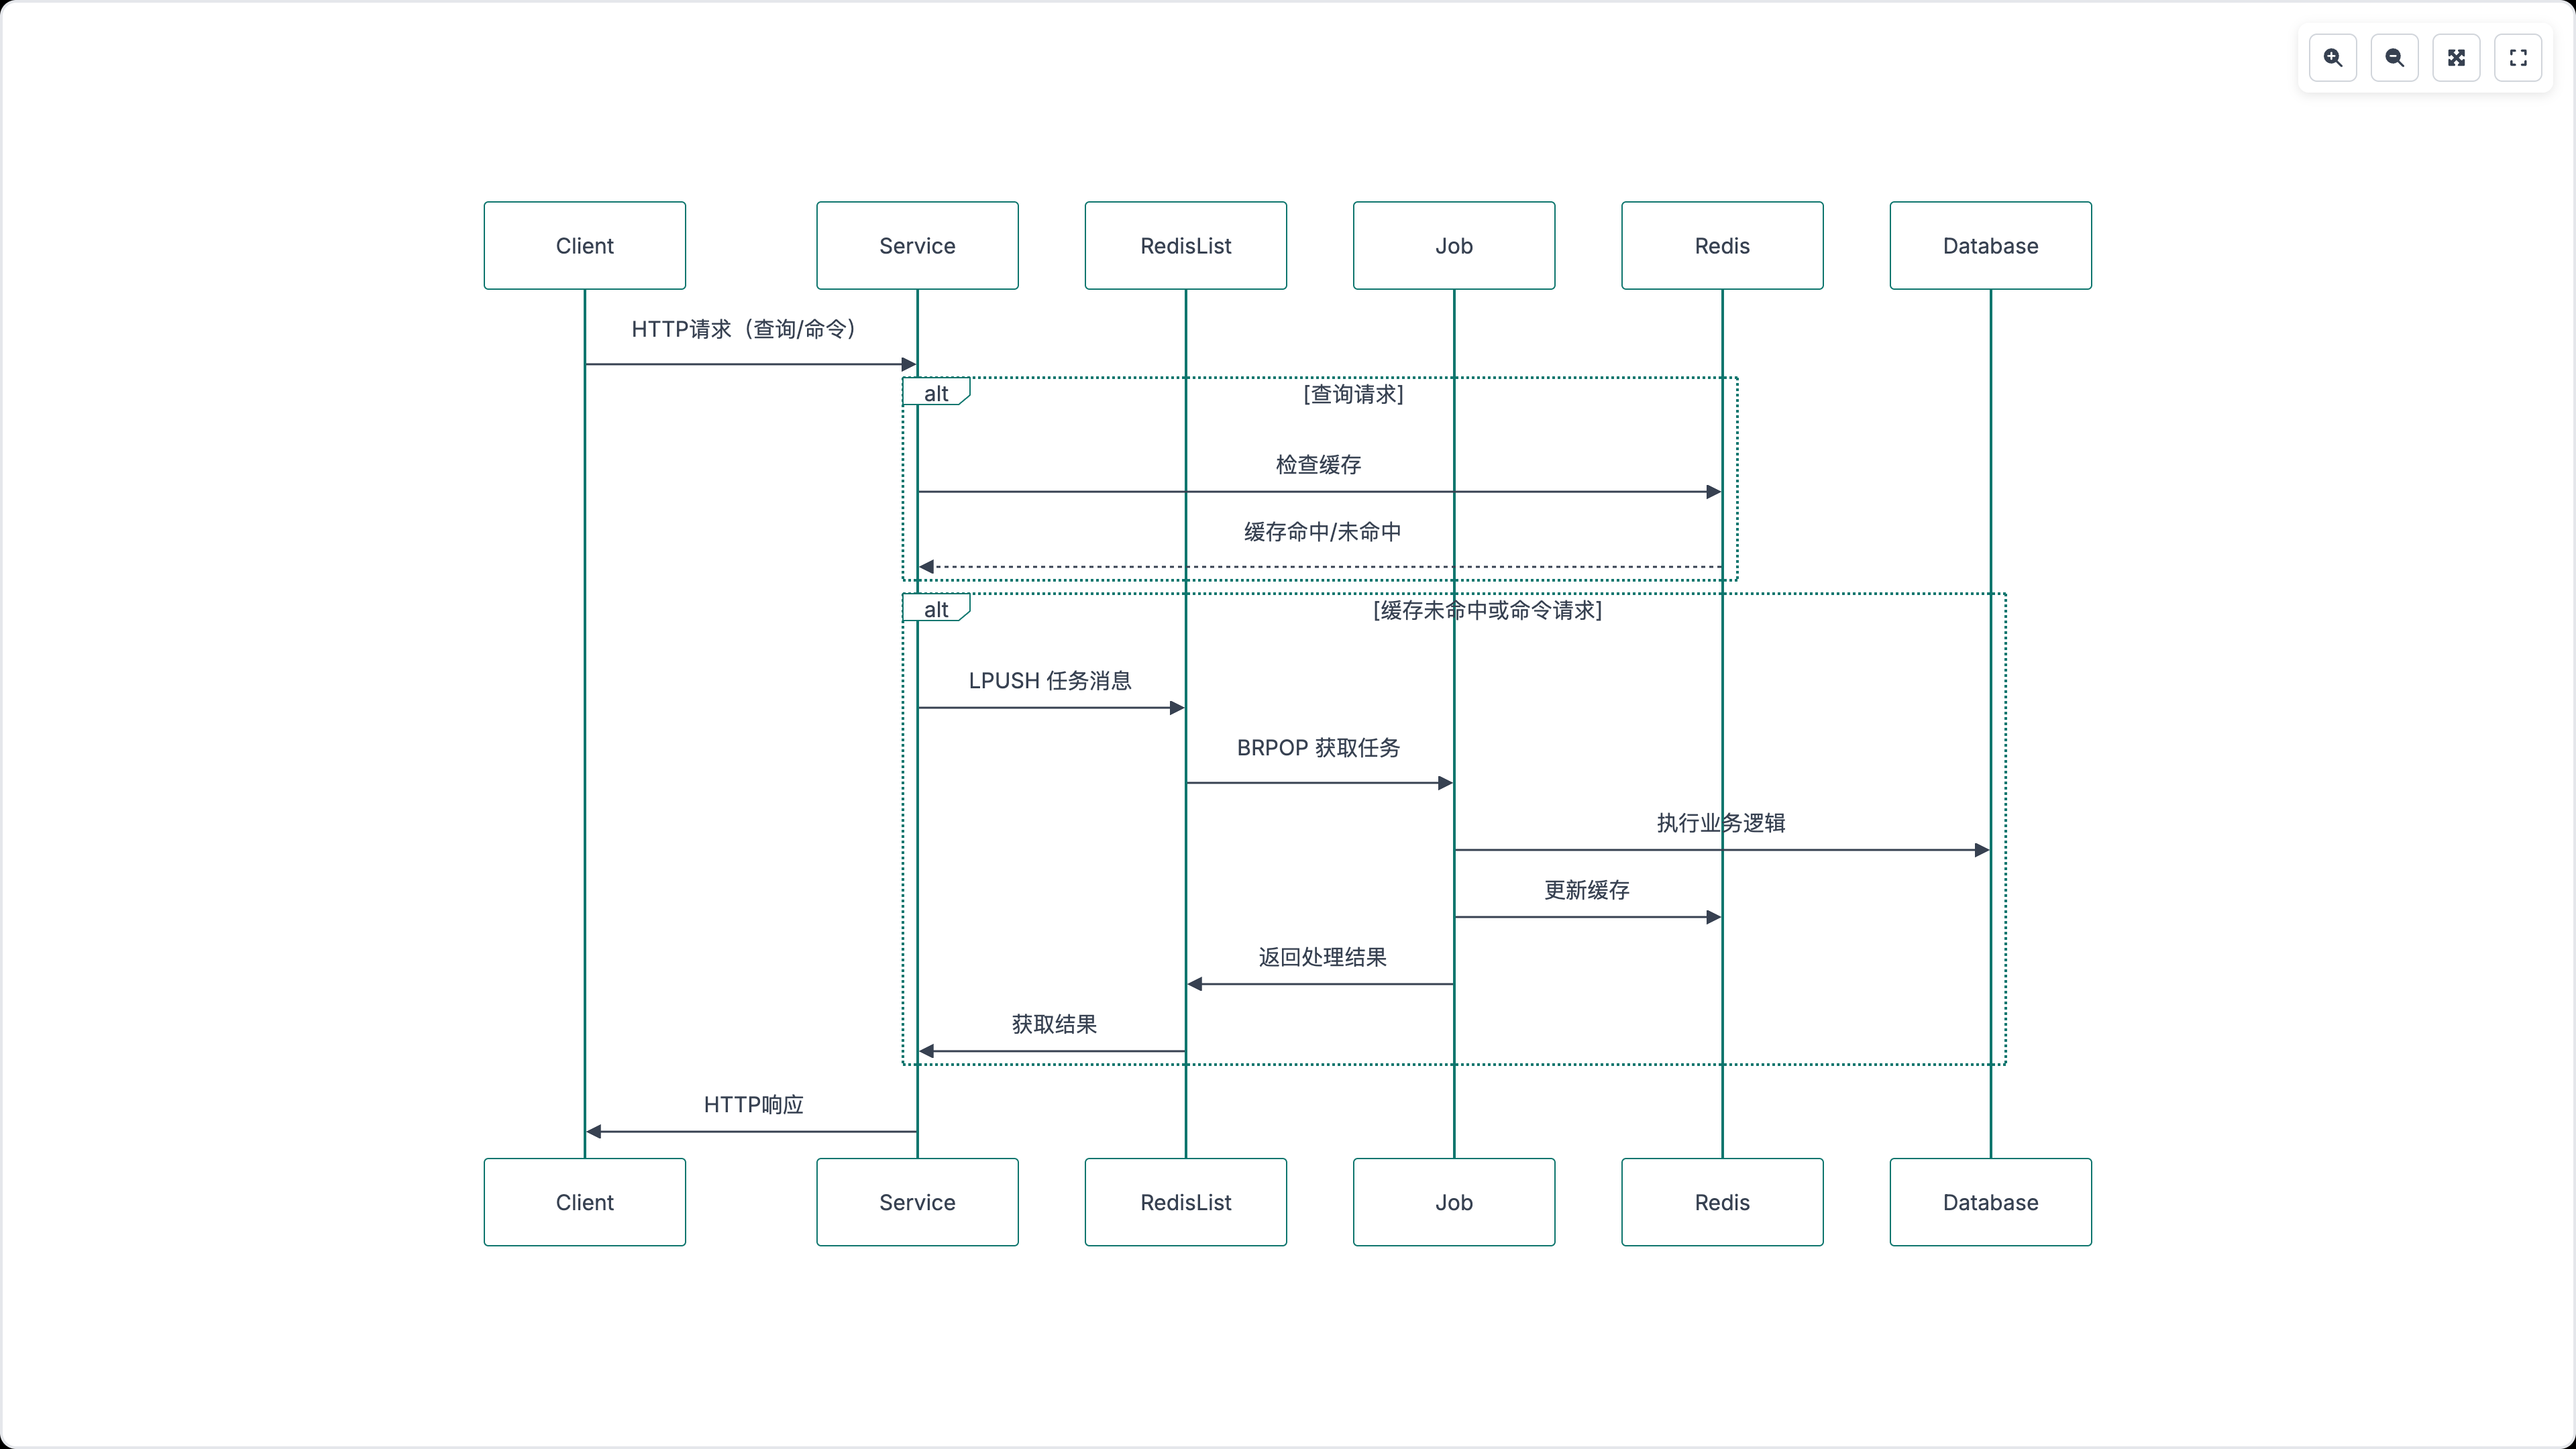 Client
Service
RedisList
Job
Redis
Database
HTTP请求（查询/命令）
alt
[查询请求]
检查缓存
缓存命中/未命中
alt
[缓存未命中或命令请求]
LPUSH 任务消息
BRPOP 获取任务
执行业务逻辑
更新缓存
返回处理结果
获取结果
HTTP响应
Client
Service
RedisList
Job
Redis
Database